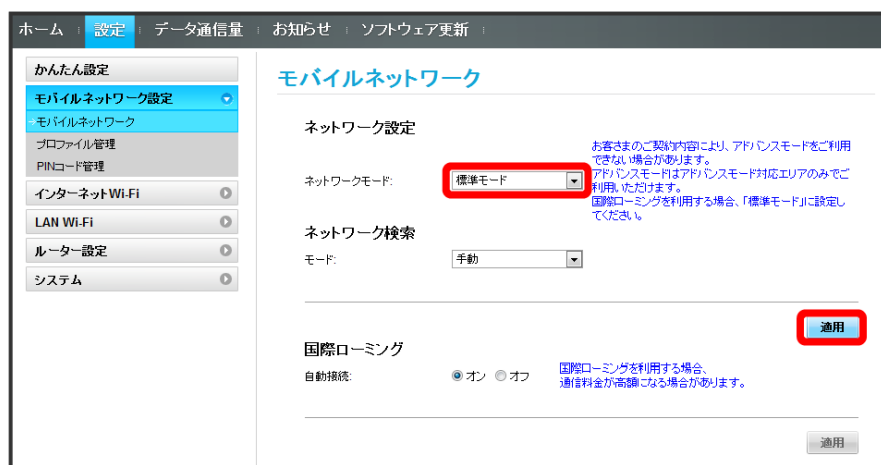 ホーム 設定 データ通信量 お知らせ ソフトウェア更新
かんたん設定
モバイルネットワーク設定
モバイルネットワーク
プロファイル管理
PINコード管理
インターネットWi-Fi
LAN Wi-Fi
ルーター設定
システム
モバイルネットワーク
ネットワーク設定
ネットワークモード: 標準モード
お客さまのご契約内容により、アドバンスモードをご利用
できない場合があります。
アドバンスモードはアドバンスモード対応エリアのみでご
利用いただけます。
国際ローミングを利用する場合、「標準モード」に設定し
てください。
ネットワーク検索
モード: 手動
適用
国際ローミング
自動接続: オン オフ
国際ローミングを利用する場合、
通信料金が高額になる場合があります。
適用